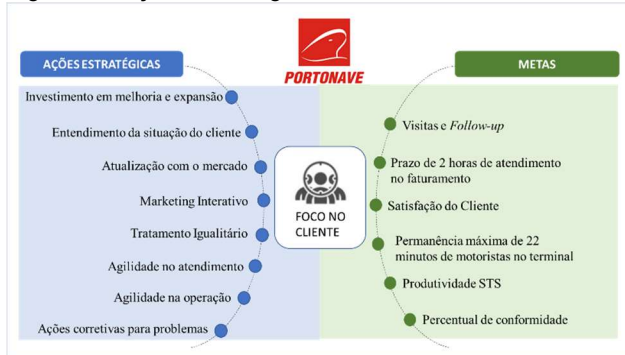 PORTONAVE
AÇÕES ESTRATÉGICAS
Investimento em melhoria e expansão
Entendimento da situação do cliente
Atualização com o mercado
Marketing Interativo
Tratamento Igualitário
Agilidade no atendimento
Agilidade na operação
Ações corretivas para problemas
FOCO NO
CLIENTE
METAS
Visitas e Follow-up
Prazo de 2 horas de atendimento
no faturamento
Satisfação do Cliente
Permanência máxima de 22
minutos de motoristas no terminal
Produtividade STS
Percentual de conformidade